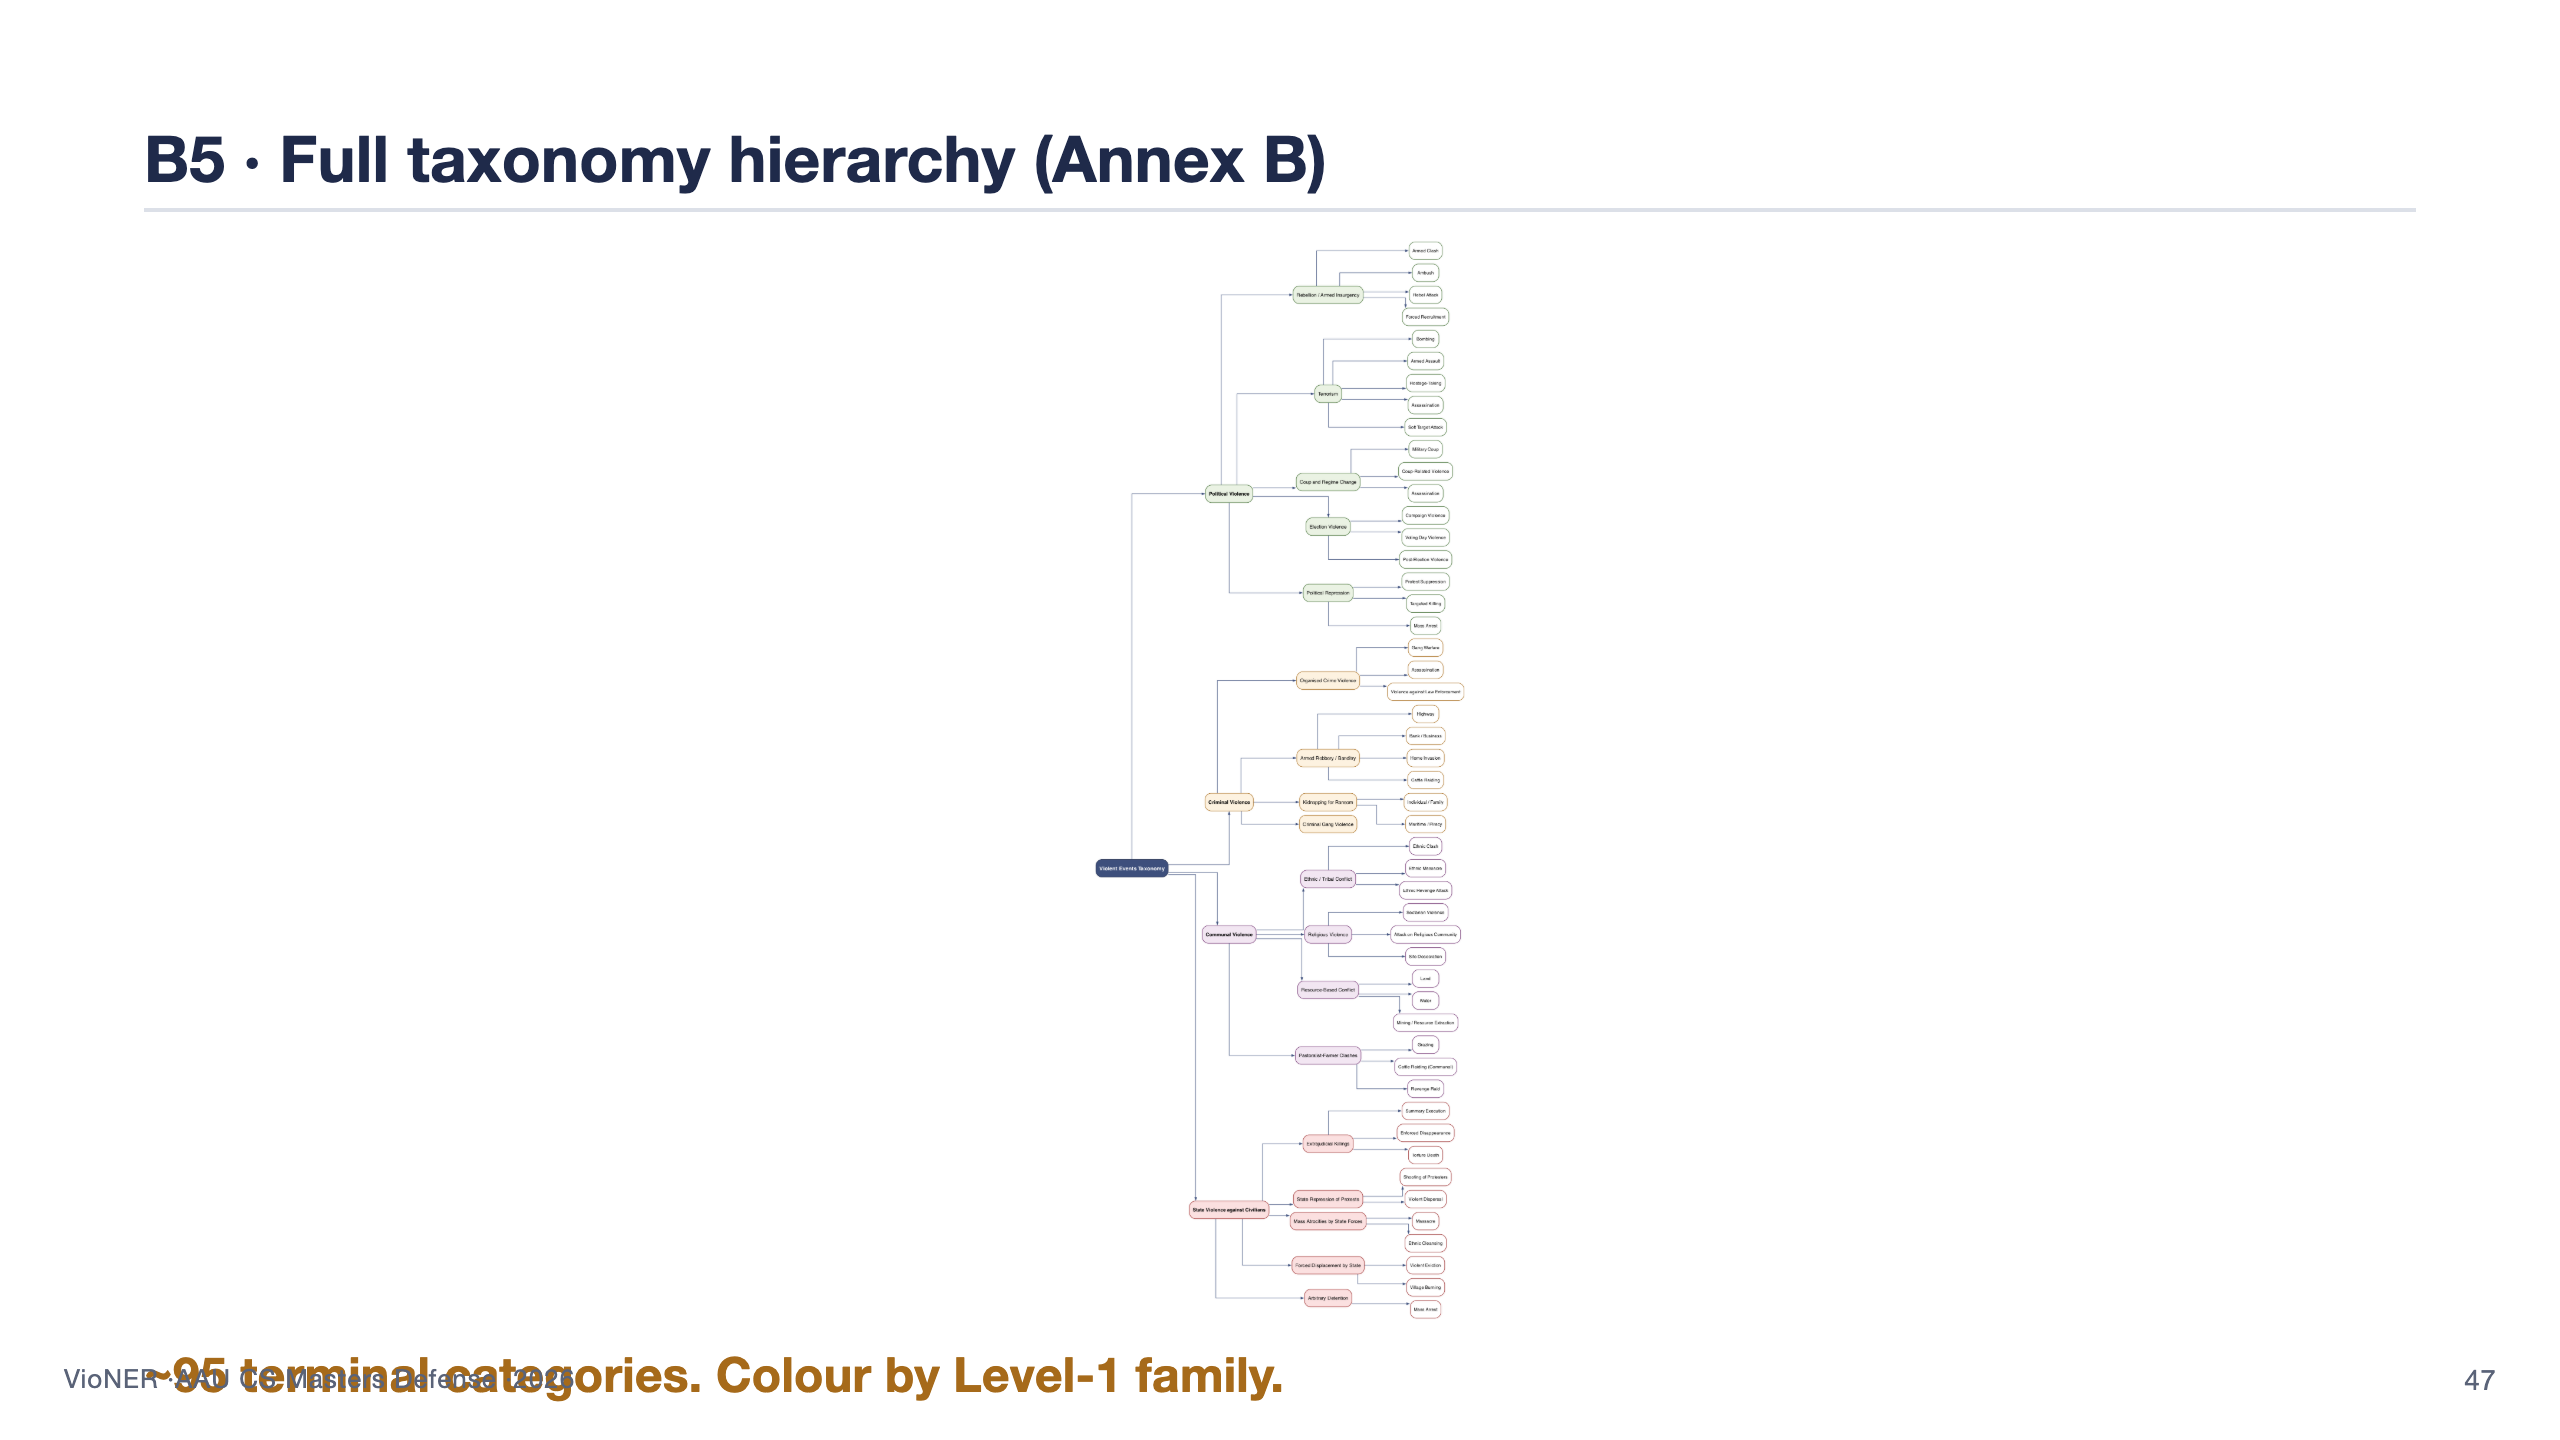 B5 · Full taxonomy hierarchy (Annex B)
Armed Clash
Ambush
Rebellion / Armed Insurgency
Rebel Attack
Forced Recruitment
Bombing
Armed Assault
Hostage-Taking
Terrorism
Assassination
Soft Target Attack
Military Coup
Coup-Related Violence
Coup and Regime Change
Political Violence
Assassination
Campaign Violence
Election Violence
Voting Day Violence
Post-Election Violence
Protest Suppression
Political Repression
Targeted Killing
Mass Arrest
Gang Warfare
Assassination
Organised Crime Violence
Violence against Law Enforcement
Highway
Bank / Business
Armed Robbery / Banditry
Home Invasion
Cattle Raiding
Criminal Violence
Kidnapping for Ransom
Individual / Family
Criminal Gang Violence
Maritime / Piracy
Ethnic Clash
Violent Events Taxonomy
Ethnic Massacre
Ethnic / Tribal Conflict
Ethnic Revenge Attack
Sectarian Violence
Communal Violence
Religious Violence
Attack on Religious Community
Site Desecration
Land
Resource-Based Conflict
Water
Mining / Resource Extraction
Grazing
Pastoralist-Farmer Clashes
Cattle Raiding (Communal)
Revenge Raid
Summary Execution
Enforced Disappearance
Extrajudicial Killings
Torture Death
Shooting of Protesters
State Repression of Protests
Violent Dispersal
State Violence against Civilians
Mass Atrocities by State Forces
Massacre
Ethnic Cleansing
Forced Displacement by State
Violent Eviction
Village Burning
Arbitrary Detention
Mass Arrest
~95 terminal categories. Colour by Level-1 family.
VioNER · AAU CS Masters Defense · 2026
47